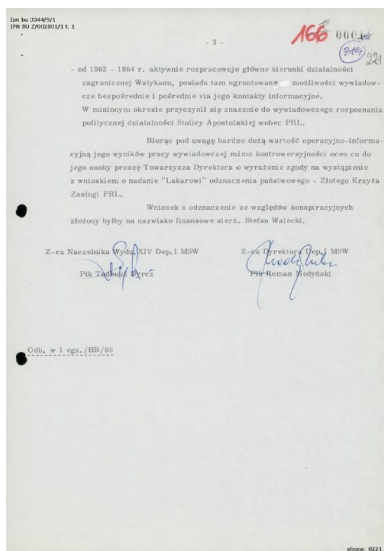 Ipn bu 3344/9/1
IPN BU 2/002801/1 t. 1
166 000
- 3 -
221
- od 1982 - 1984 r. aktywnie rozpracowuje główne kierunki działalności
zagranicznej Watykanu, posiada tam ugruntowane możliwości wywiadow-
cze bezpośrednie i pośrednie via jego kontakty informacyjne.
W minionym okresie przyczynił się znacznie do wywiadowczego rozpoznania
politycznej działalności Stolicy Apostolskiej wobec PRL.
Biorąc pod uwagę bardzo dużą wartość operacyjno-informa-
cyjną jego wyników pracy wywiadowczej mimo kontrowersyjności ocen co do
jego osoby proszę Towarzysza Dyrektora o wyrażenie zgody na wystąpienie
z wnioskiem o nadanie "Lakarowi" odznaczenia państwowego - Złotego Krzyża
Zasługi PRL.
Wniosek o odznaczenie ze względów konspiracyjnych
złożony byłby na nazwisko finansowe sierż. Stefan Walecki.
Z-ca Naczelnika Wydz. XIV Dep. I MSW
Z-ca Dyrektora Dep. I MSW
Płk
Płk Roman Medyński
Odb. w 1 egz. /HB/86
strona: 0221